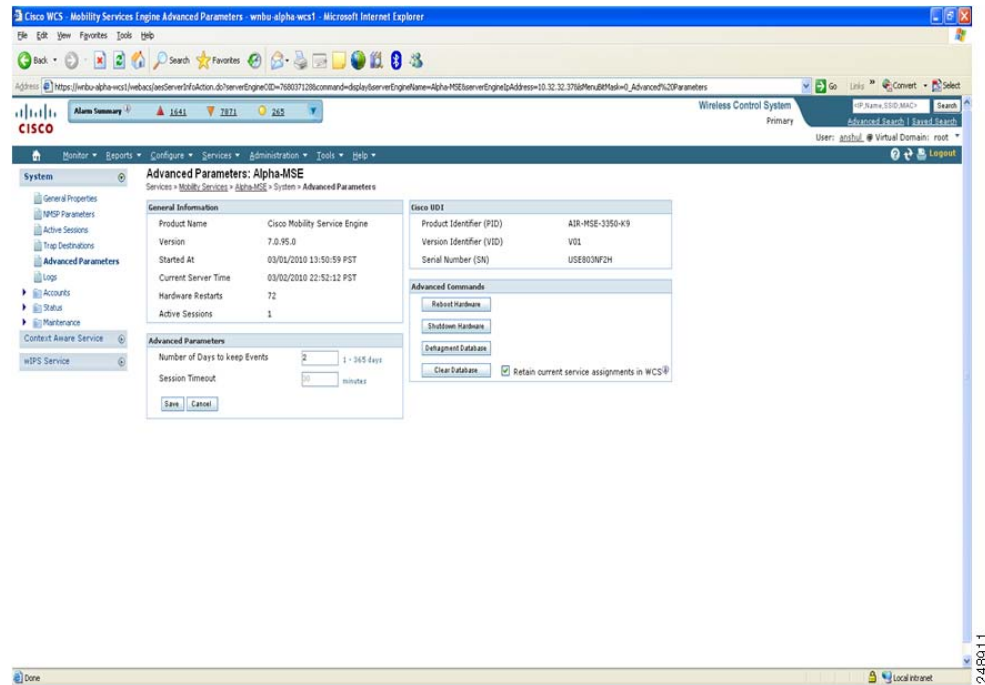 Cisco WCS - Mobility Services Engine Advanced Parameters - wnbu-alpha-wcs1 - Microsoft Internet Explorer
File Edit View Favorites Tools Help
Back Search Favorites
Address https://wnbu-alpha-wcs1/webacs/aesServerInfoAction.do?serverEngineOID=768037128&command=display&serverEngineName=Alpha-MSE&serverEngineIpAddress=10.32.32.37&&MenuBitMask=0_Advanced%20Parameters Go Links » Convert Select
CISCO
Alarm Summary 1641 7871 265
Wireless Control System
Primary
<IP,Name,SSID,MAC> Search
Advanced Search | Saved Search
User: anshul @ Virtual Domain: root
Monitor Reports Configure Services Administration Tools Help Logout
System
General Properties
NMSP Parameters
Active Sessions
Trap Destinations
Advanced Parameters
Logs
Accounts
Status
Maintenance
Context Aware Service
wIPS Service
Advanced Parameters: Alpha-MSE
Services > Mobility Services > Alpha-MSE > System > Advanced Parameters
General Information
Product Name Cisco Mobility Service Engine
Version 7.0.95.0
Started At 03/01/2010 13:50:59 PST
Current Server Time 03/02/2010 22:52:12 PST
Hardware Restarts 72
Active Sessions 1
Advanced Parameters
Number of Days to keep Events 2 1 - 365 days
Session Timeout 30 minutes
Save Cancel
Cisco UDI
Product Identifier (PID) AIR-MSE-3350-K9
Version Identifier (VID) V01
Serial Number (SN) USE803NF2H
Advanced Commands
Reboot Hardware
Shutdown Hardware
Defragment Database
Clear Database Retain current service assignments in WCS
Done Local intranet
248911